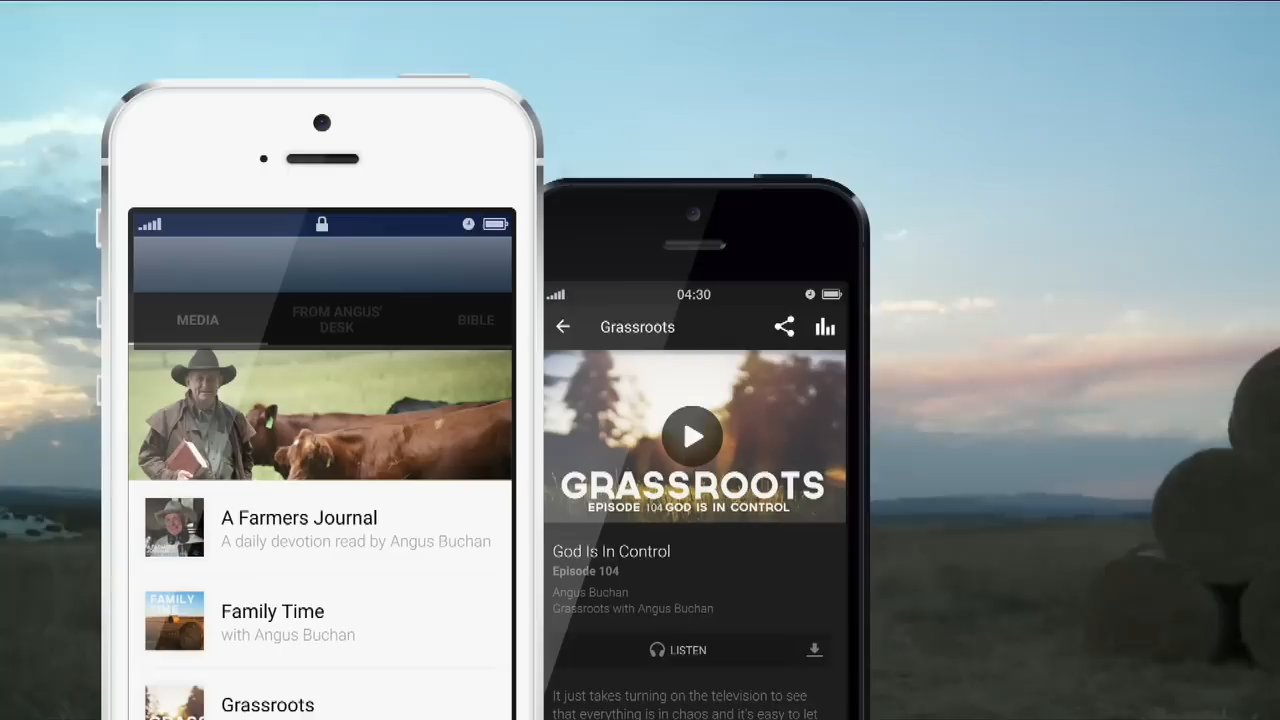 MEDIA
FROM ANGUS'
DESK
BIBLE
A Farmers Journal
A daily devotion read by Angus Buchan
FAMILY
TIME
Family Time
with Angus Buchan
Grassroots
04:30
Grassroots
GRASSROOTS
EPISODE 104 GOD IS IN CONTROL
God Is In Control
Episode 104
Angus Buchan
Grassroots with Angus Buchan
LISTEN
It just takes turning on the television to see
that everything is in chaos and it's easy to let